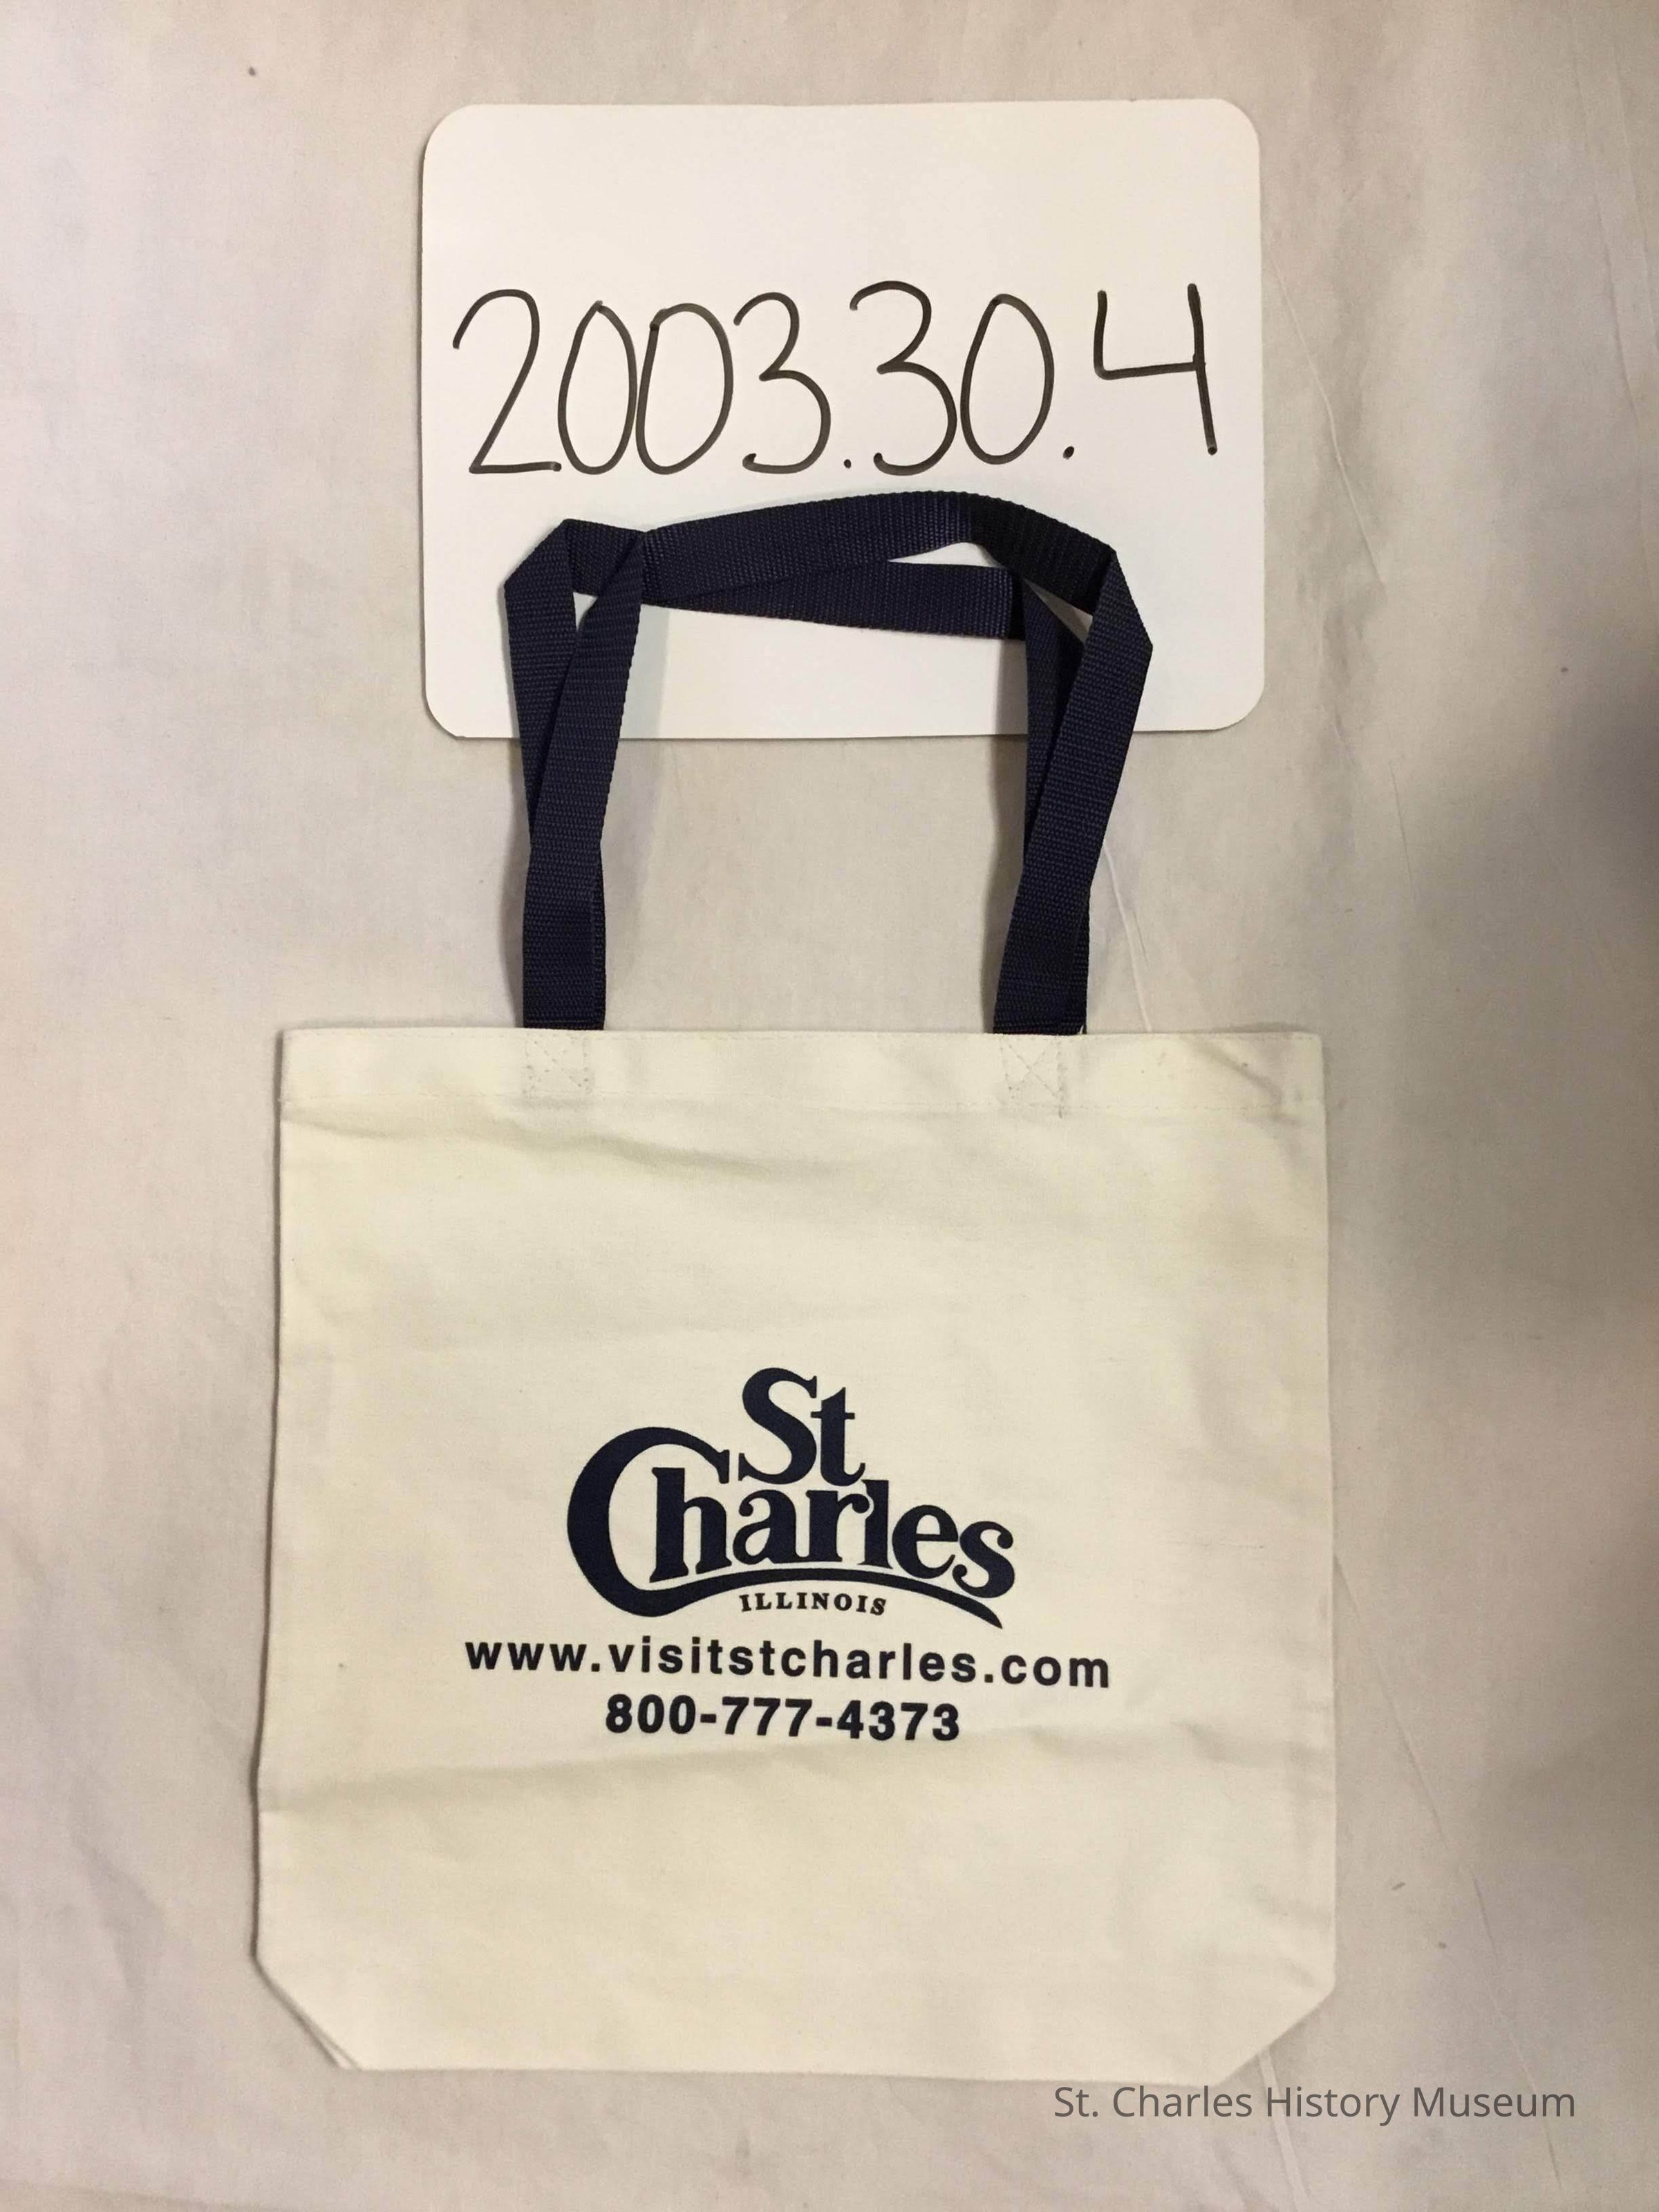 2003.30.4
St
Charles
ILLINOIS
www.visitstcharles.com
800-777-4373
St. Charles History Museum